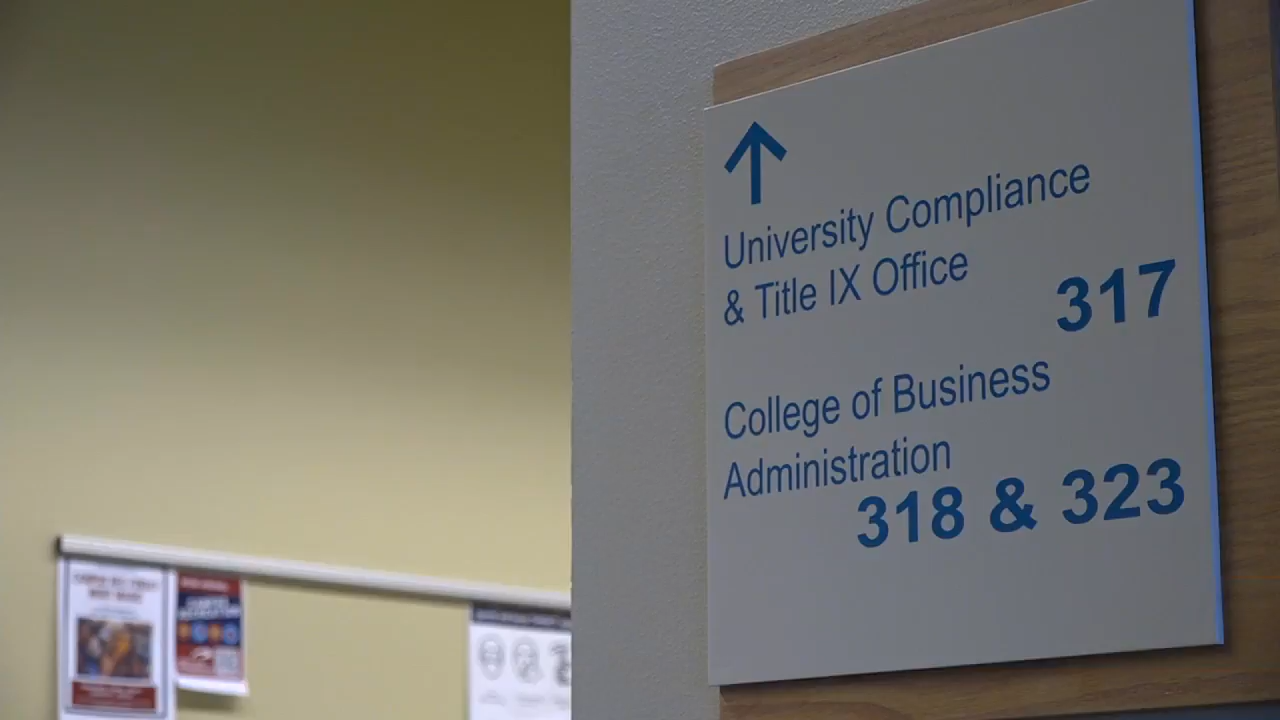 University Compliance
& Title IX Office
317
College of Business
Administration
318 & 323